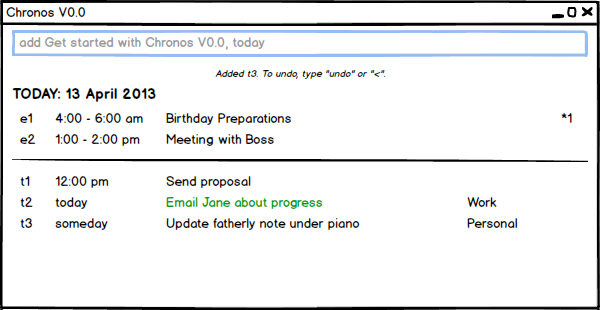 Chronos V0.0
add Get started with Chronos V0.0, today
Added t3. To undo, type "undo" or "<".
TODAY: 13 April 2013
e1 4:00 - 6:00 am Birthday Preparations *1
e2 1:00 - 2:00 pm Meeting with Boss
t1 12:00 pm Send proposal
t2 today Email Jane about progress Work
t3 someday Update fatherly note under piano Personal